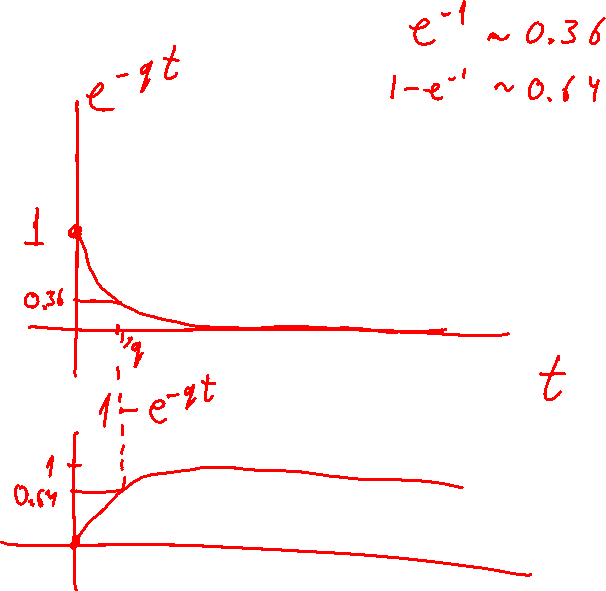 e⁻¹ ~ 0.36
1-e⁻¹ ~ 0.64
e^{-qt}
1
0.36
1/q
t
1 - e^{-qt}
1
0.64